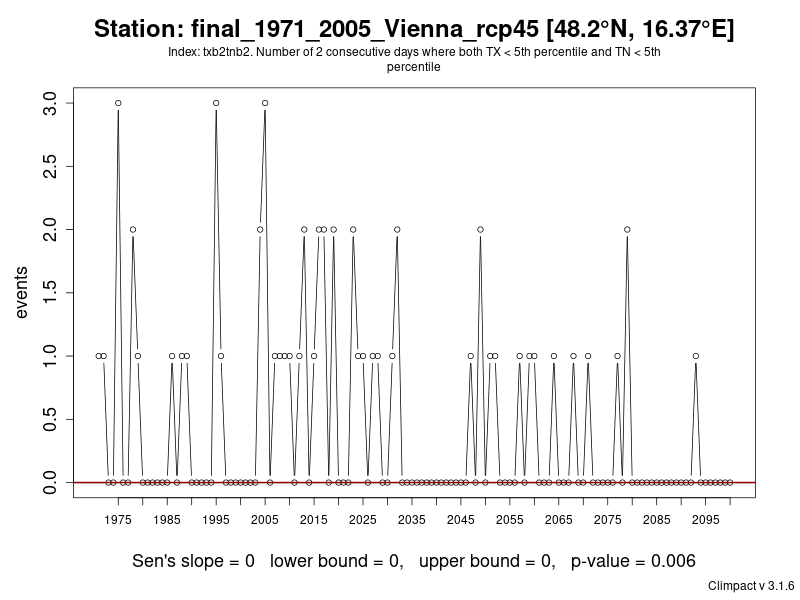 Station: final_1971_2005_Vienna_rcp45 [48.2°N, 16.37°E]
Index: txb2tnb2. Number of 2 consecutive days where both TX < 5th percentile and TN < 5th
percentile
3.0
2.5
2.0
1.5
1.0
0.5
0.0
events
1975 1985 1995 2005 2015 2025 2035 2045 2055 2065 2075 2085 2095
Sen's slope = 0 lower bound = 0, upper bound = 0, p-value = 0.006
Climpact v 3.1.6